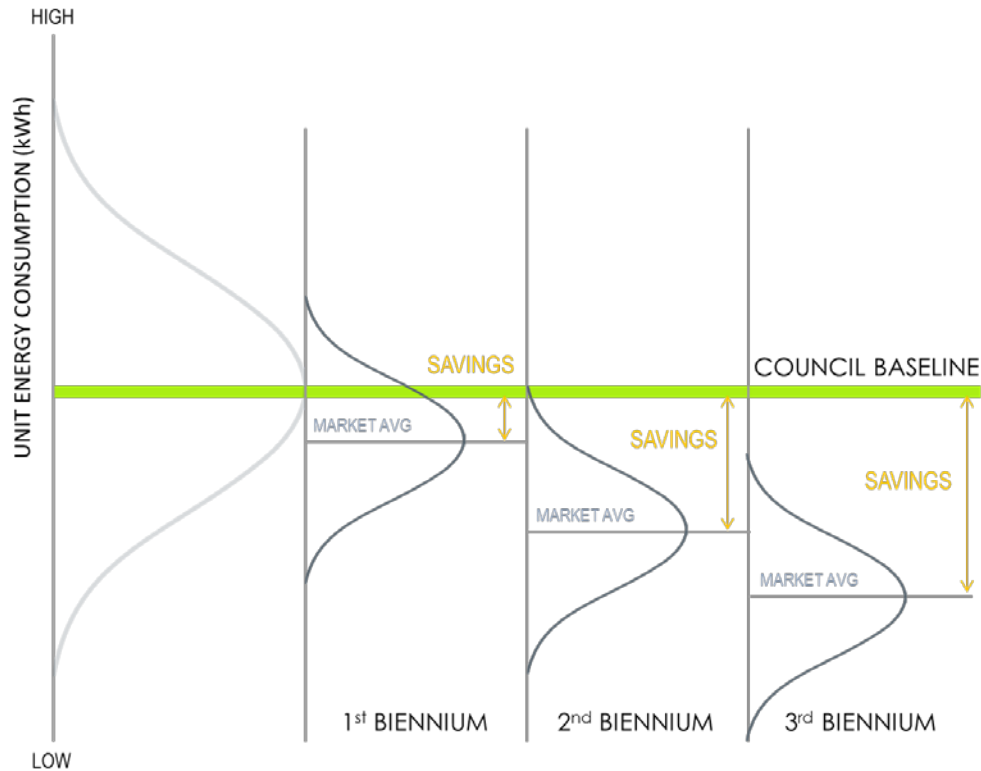 HIGH
UNIT ENERGY CONSUMPTION (kWh)
LOW
SAVINGS
MARKET AVG
1st BIENNIUM
SAVINGS
MARKET AVG
2nd BIENNIUM
COUNCIL BASELINE
SAVINGS
MARKET AVG
3rd BIENNIUM